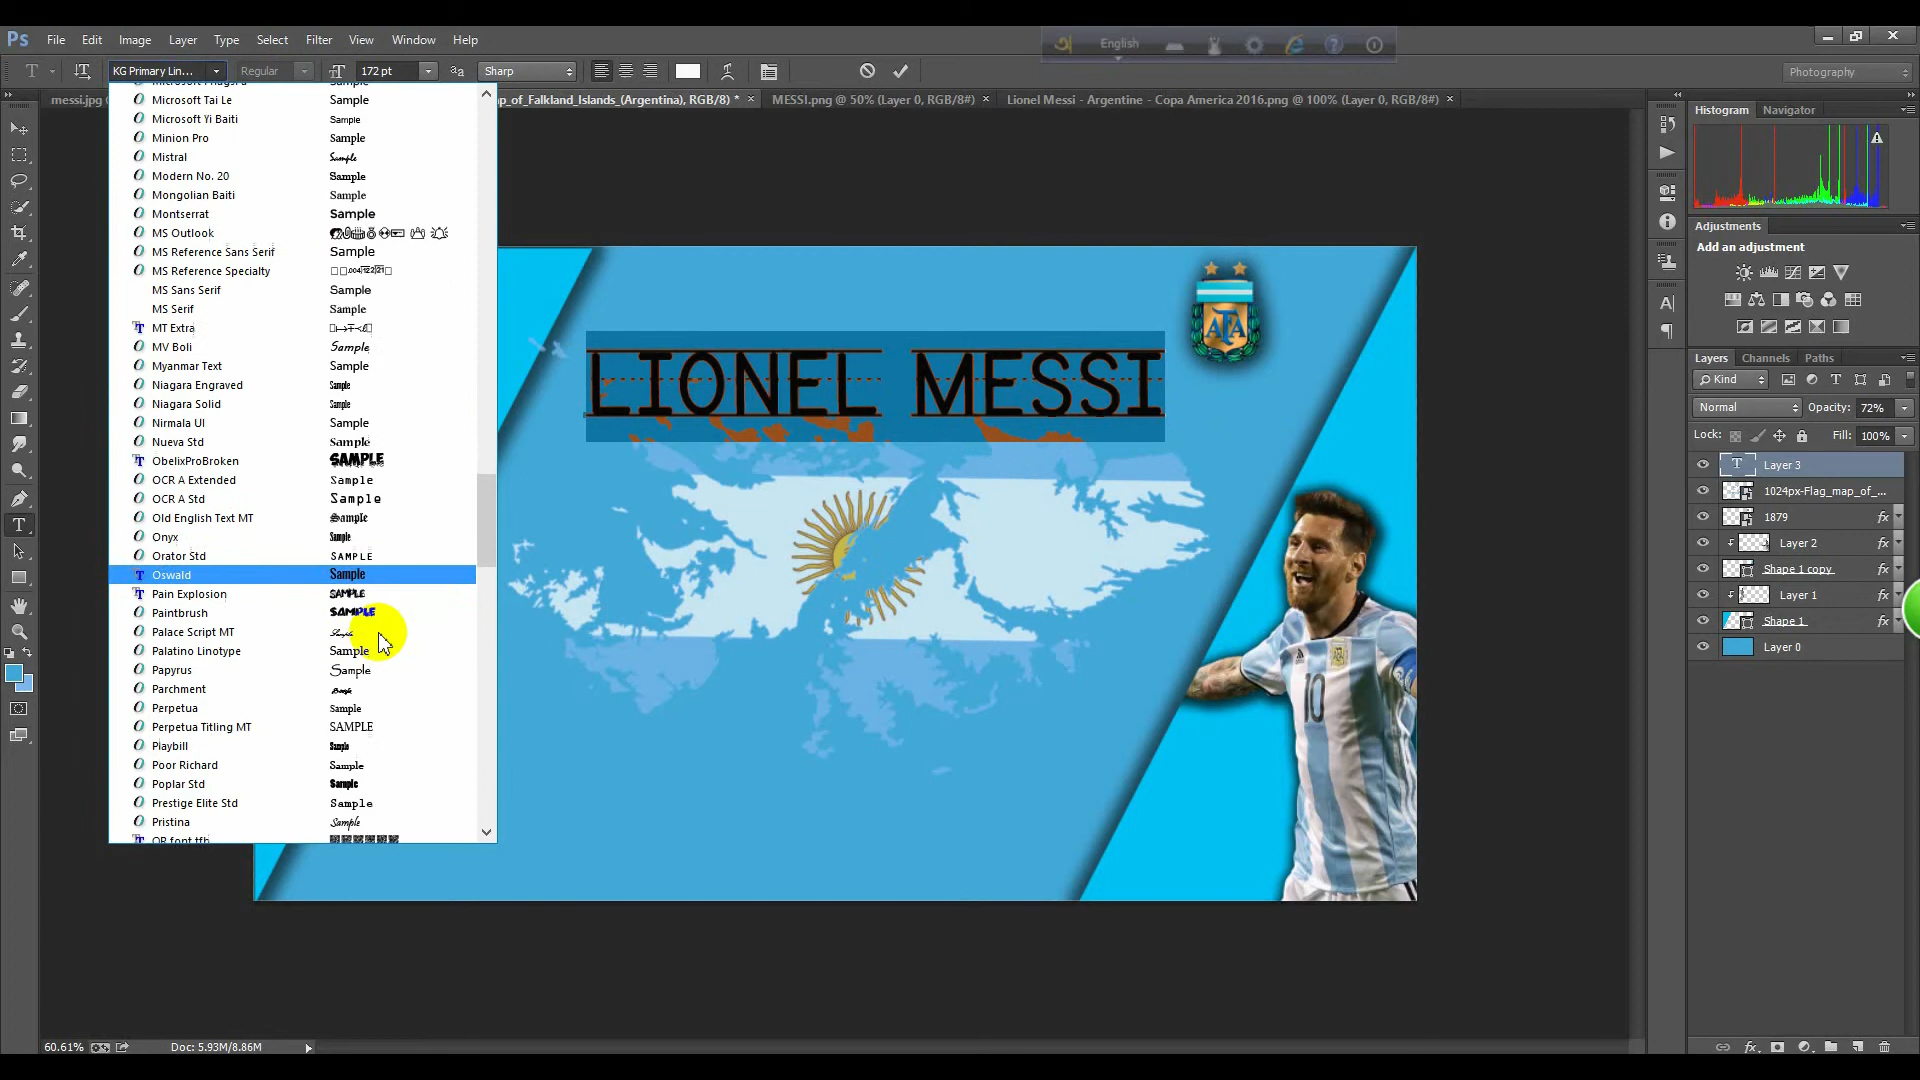 Ps File Edit Image Layer Type Select Filter View Window Help
English
KG Primary Lin... Regular 172 pt Sharp
Photography
messi.jpg
p_of_Falkland_Islands_(Argentina), RGB/8) * × MESSI.png @ 50% (Layer 0, RGB/8#) × Lionel Messi - Argentine - Copa America 2016.png @ 100% (Layer 0, RGB/8#) ×
Microsoft Tai Le Sample
Microsoft Yi Baiti Sample
Minion Pro Sample
Mistral Sample
Modern No. 20 Sample
Mongolian Baiti Sample
Montserrat Sample
MS Outlook
MS Reference Sans Serif Sample
MS Reference Specialty
MS Sans Serif Sample
MS Serif Sample
MT Extra
MV Boli Sample
Myanmar Text Sample
Niagara Engraved Sample
Niagara Solid Sample
Nirmala UI Sample
Nueva Std Sample
ObelixProBroken SAMPLE
OCR A Extended Sample
OCR A Std Sample
Old English Text MT Sample
Onyx Sample
Orator Std SAMPLE
Oswald Sample
Pain Explosion SAMPLE
Paintbrush SAMPLE
Palace Script MT Sample
Palatino Linotype Sample
Papyrus Sample
Parchment
Perpetua Sample
Perpetua Titling MT SAMPLE
Playbill Sample
Poor Richard Sample
Poplar Std Sample
Prestige Elite Std Sample
Pristina Sample
QR font tfb
LIONEL MESSI
AFA
10
Histogram Navigator
Adjustments
Add an adjustment
Layers Channels Paths
Kind
Normal Opacity: 72%
Lock: Fill: 100%
Layer 3
1024px-Flag_map_of_...
1879 fx
Layer 2 fx
Shape 1 copy fx
Layer 1 fx
Shape 1 fx
Layer 0
60.61% Doc: 5.93M/8.86M